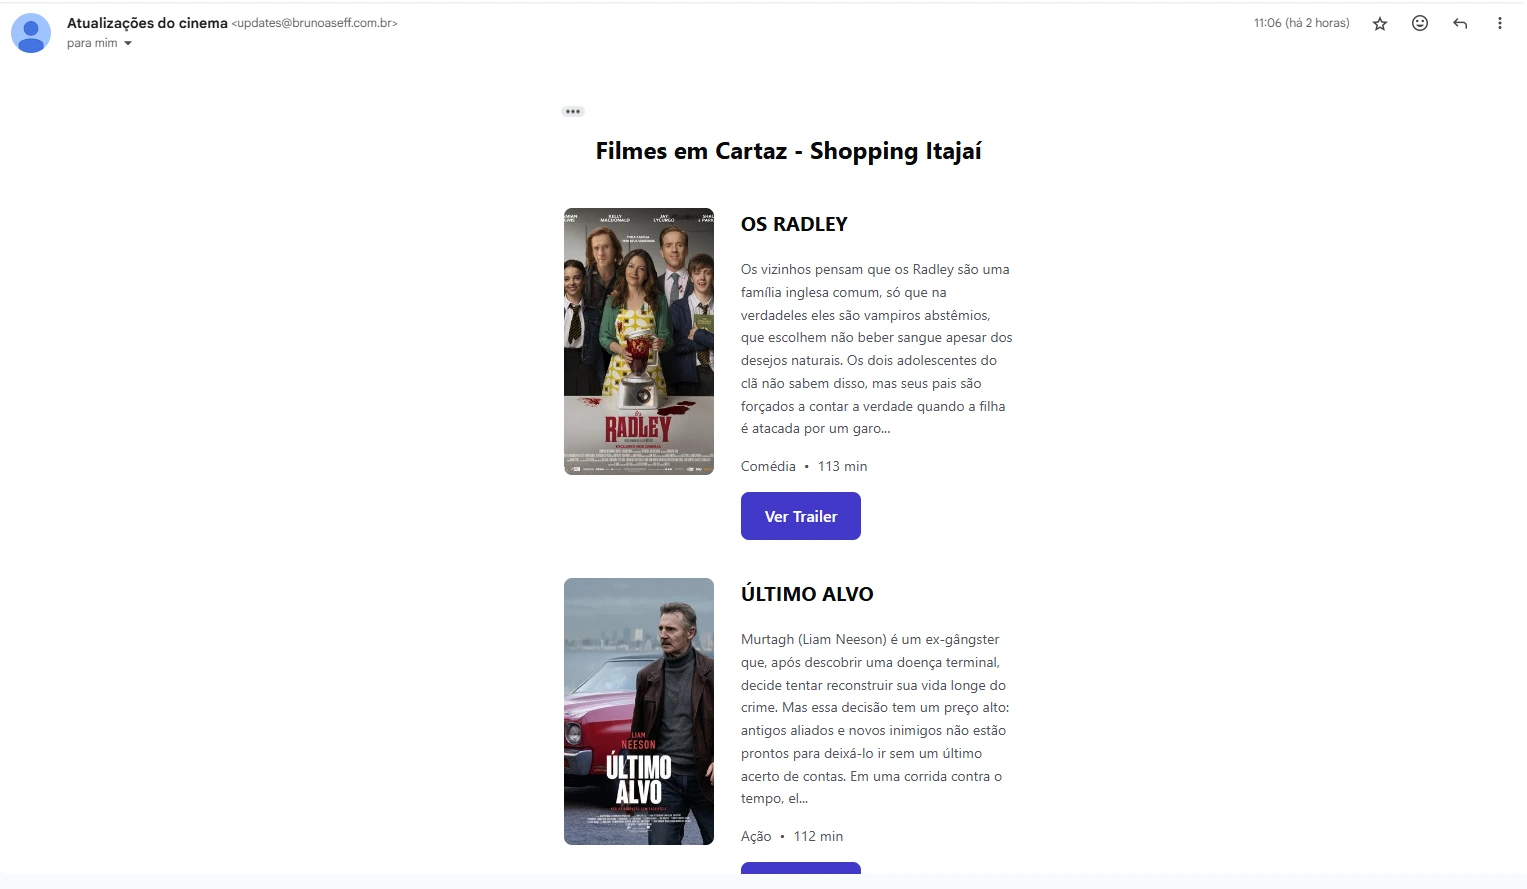 Atualizações do cinema <updates@brunoaseff.com.br>
11:06 (há 2 horas)
para mim
Filmes em Cartaz - Shopping Itajaí
KELLY
MACDONALD
JAY
LYCURGO
OS
RADLEY
OS RADLEY
Os vizinhos pensam que os Radley são uma
família inglesa comum, só que na
verdadeles eles são vampiros abstêmios,
que escolhem não beber sangue apesar dos
desejos naturais. Os dois adolescentes do
clã não sabem disso, mas seus pais são
forçados a contar a verdade quando a filha
é atacada por um garo...
Comédia • 113 min
Ver Trailer
LIAM
NEESON
ÚLTIMO
ALVO
ÚLTIMO ALVO
Murtagh (Liam Neeson) é um ex-gângster
que, após descobrir uma doença terminal,
decide tentar reconstruir sua vida longe do
crime. Mas essa decisão tem um preço alto:
antigos aliados e novos inimigos não estão
prontos para deixá-lo ir sem um último
acerto de contas. Em uma corrida contra o
tempo, el...
Ação • 112 min